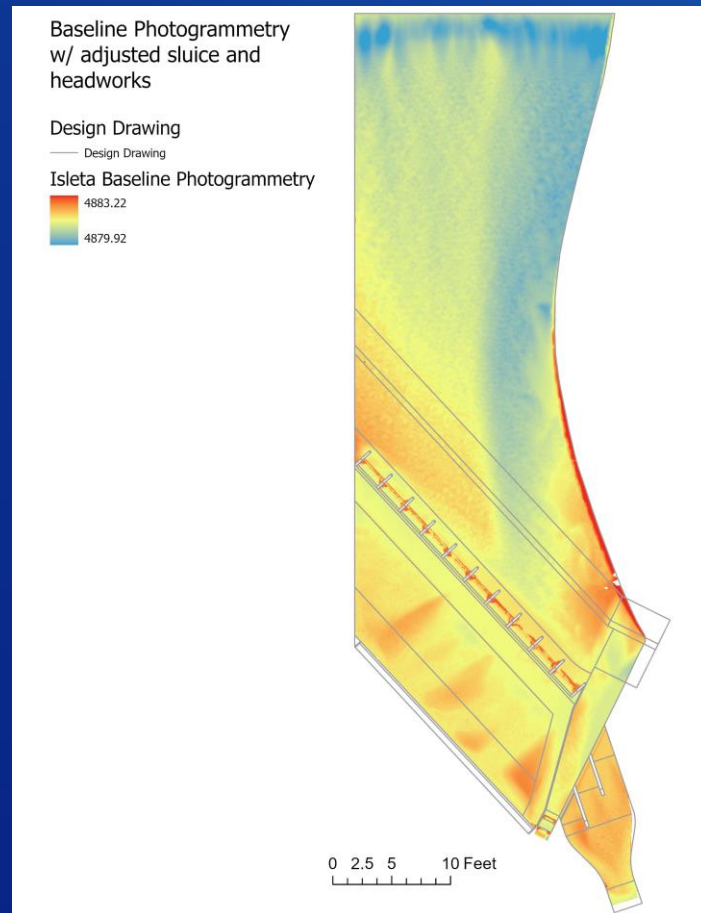 Baseline Photogrammetry
w/ adjusted sluice and
headworks
Design Drawing
Design Drawing
Isleta Baseline Photogrammetry
4883.22
4879.92
0 2.5 5 10 Feet